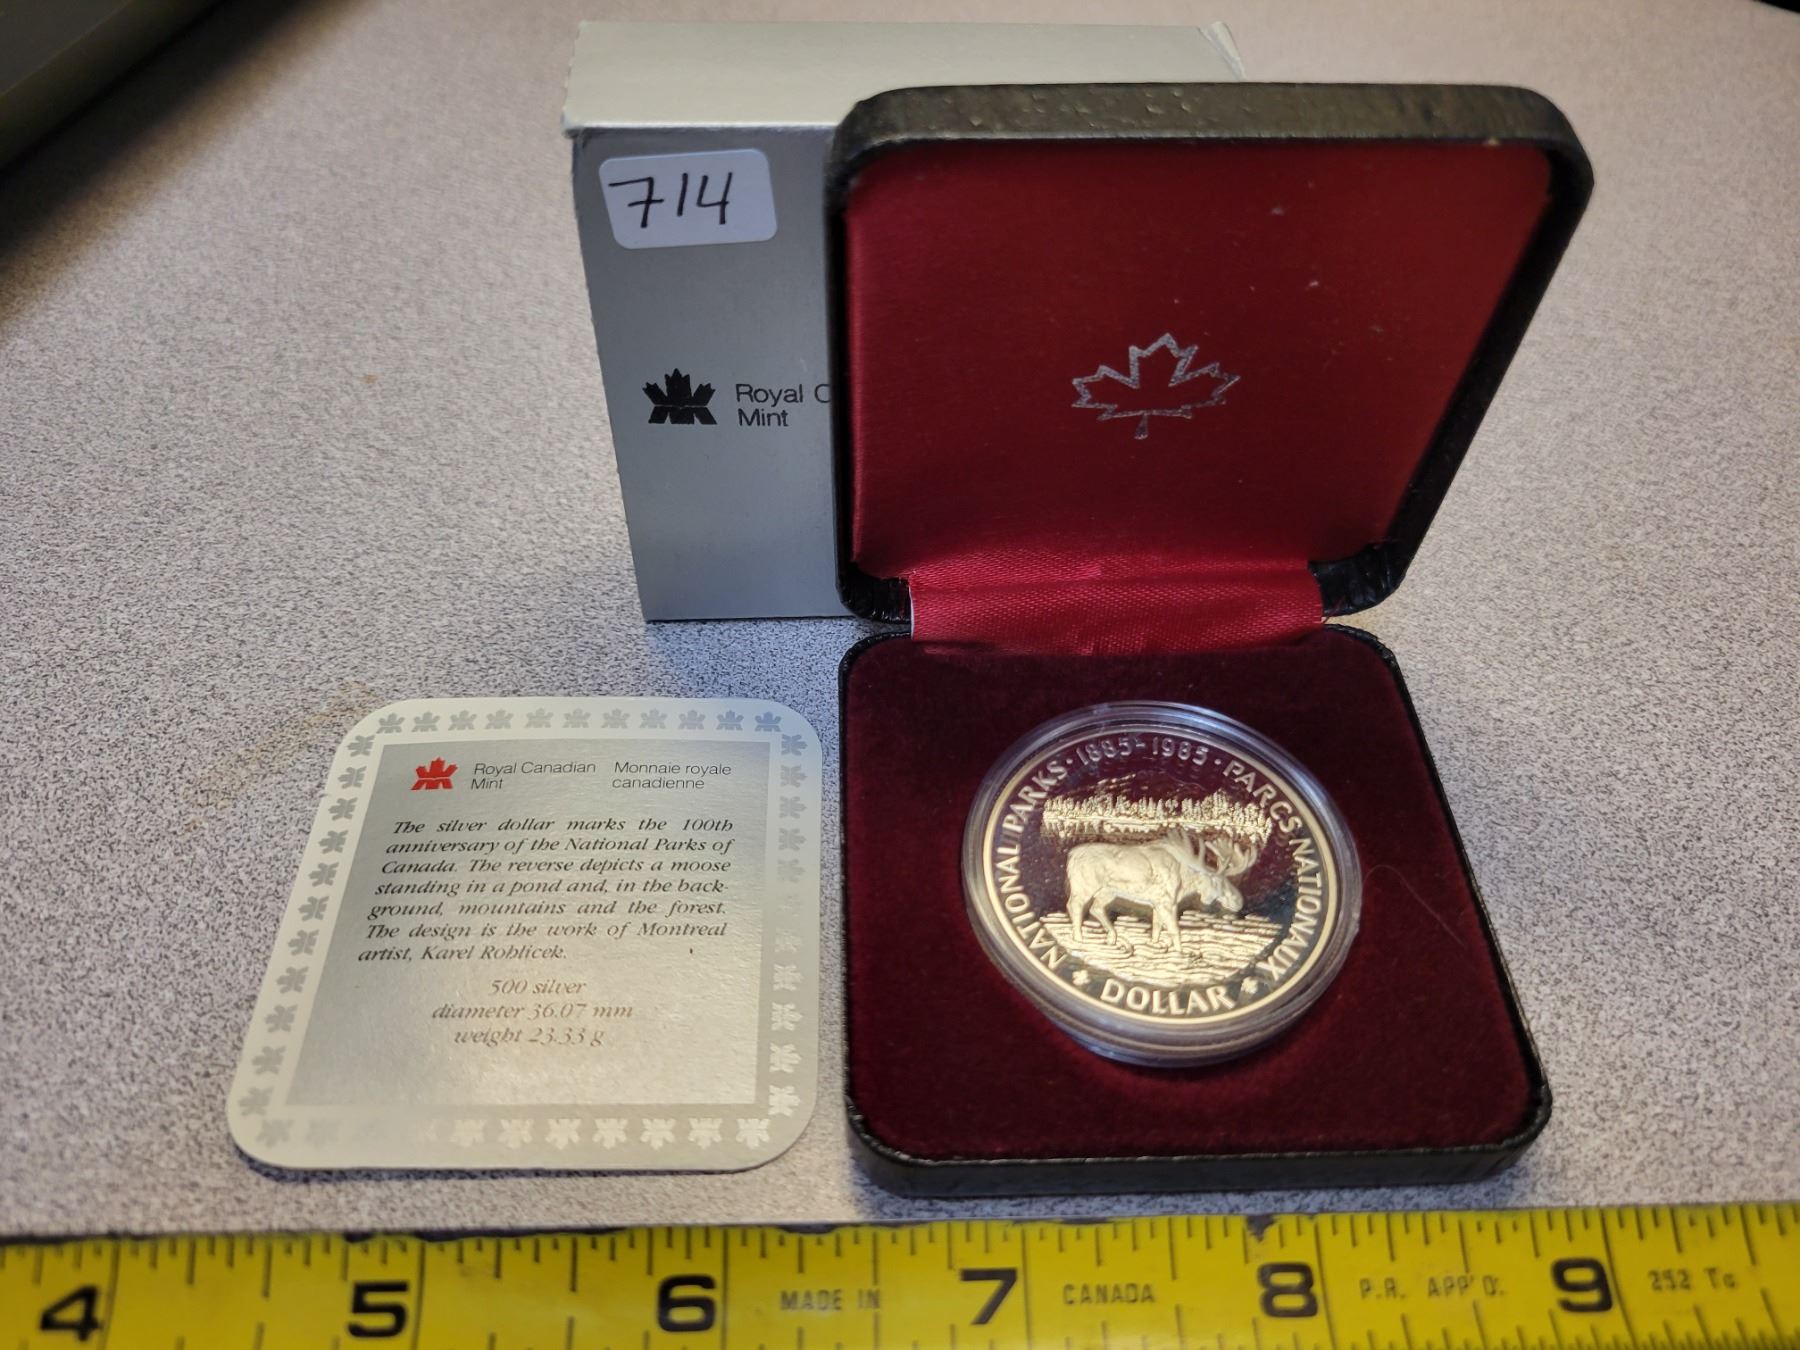 714
Royal C
Mint
Royal Canadian
Mint
Monnaie royale
canadienne
The silver dollar marks the 100th
anniversary of the National Parks of
Canada. The reverse depicts a moose
standing in a pond and, in the back-
ground, mountains and the forest.
The design is the work of Montreal
artist, Karel Rohlicek.
500 silver
diameter 36.07 mm
weight 23.33 g
NATIONAL PARKS · 1885-1985 · PARCS NATIONAUX
DOLLAR
4 5 6 MADE IN 7 CANADA 8 P.R. APP'D. 9 252 To